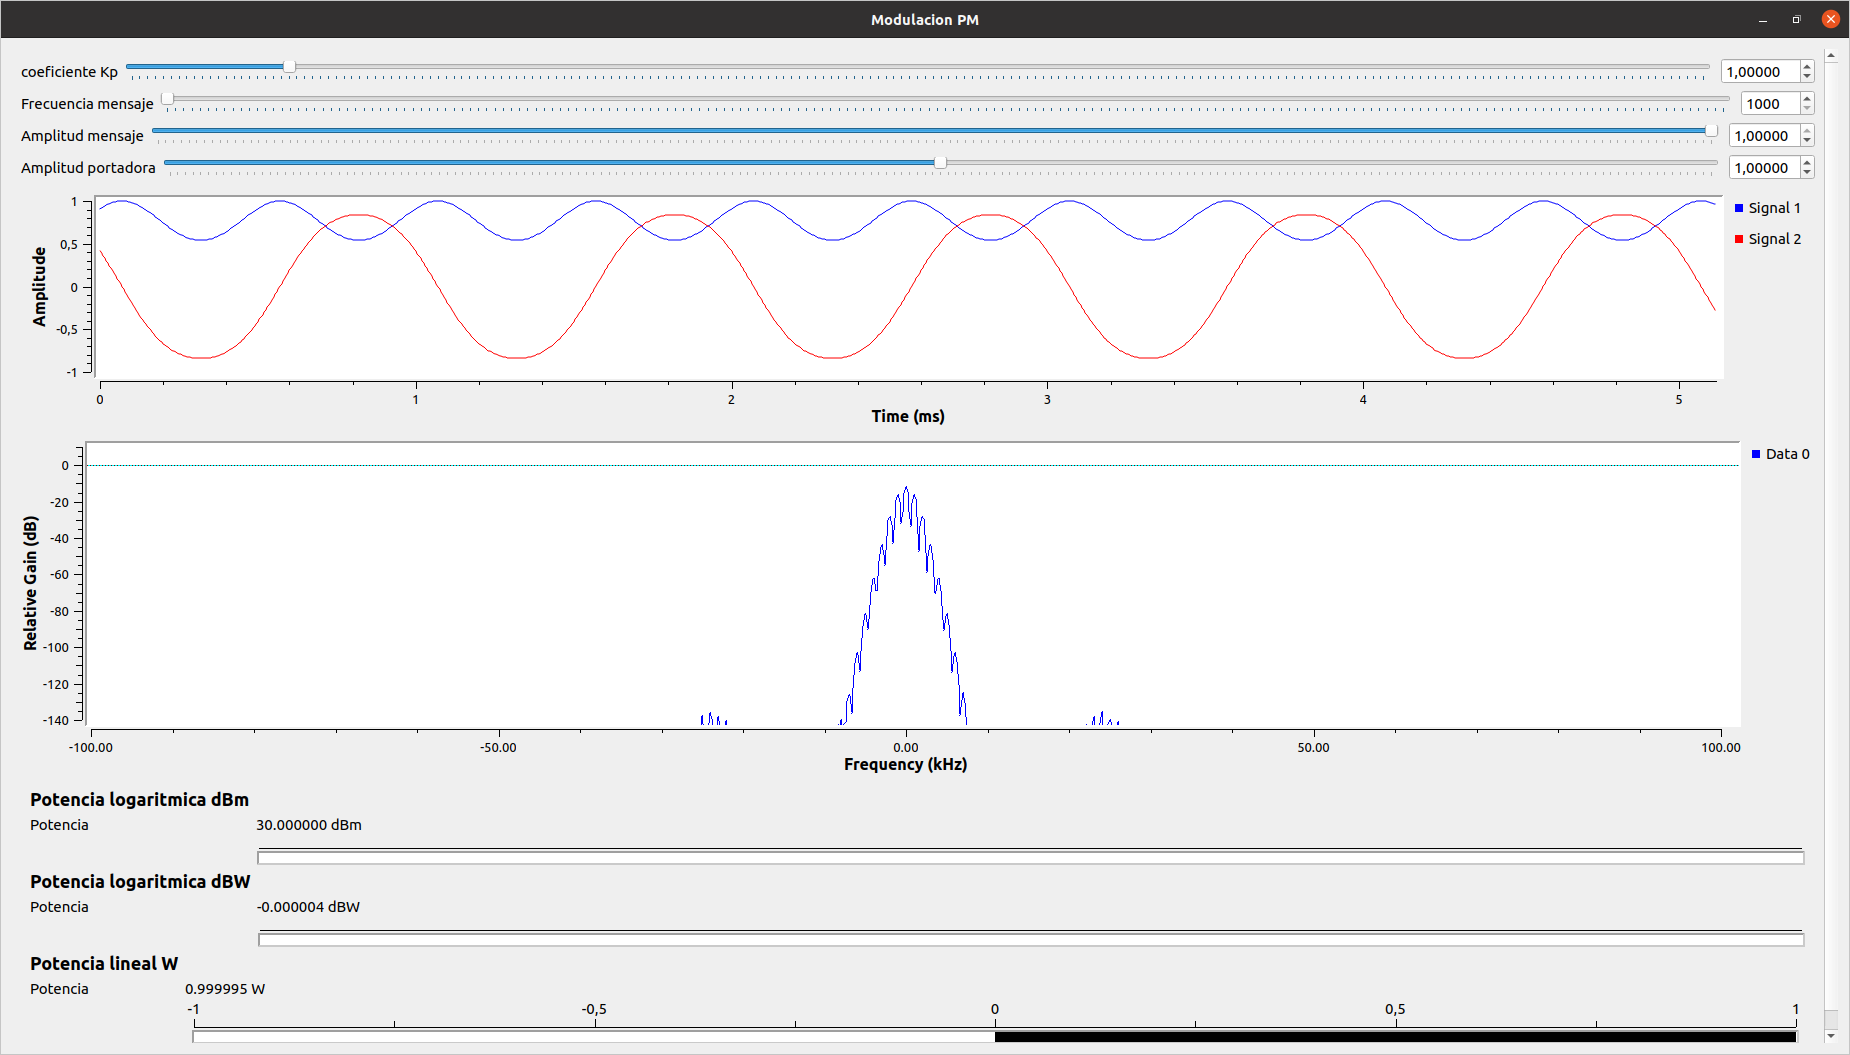 Modulacion PM
coeficiente Kp 1,00000
Frecuencia mensaje 1000
Amplitud mensaje 1,00000
Amplitud portadora 1,00000
1
0,5
0
-0,5
-1
Amplitude
Signal 1
Signal 2
0 1 2 3 4 5
Time (ms)
0
-20
-40
-60
-80
-100
-120
-140
Relative Gain (dB)
Data 0
-100.00 -50.00 0.00 50.00 100.00
Frequency (kHz)
Potencia logaritmica dBm
Potencia 30.000000 dBm
Potencia logaritmica dBW
Potencia -0.000004 dBW
Potencia lineal W
Potencia 0.999995 W
-1 -0,5 0 0,5 1